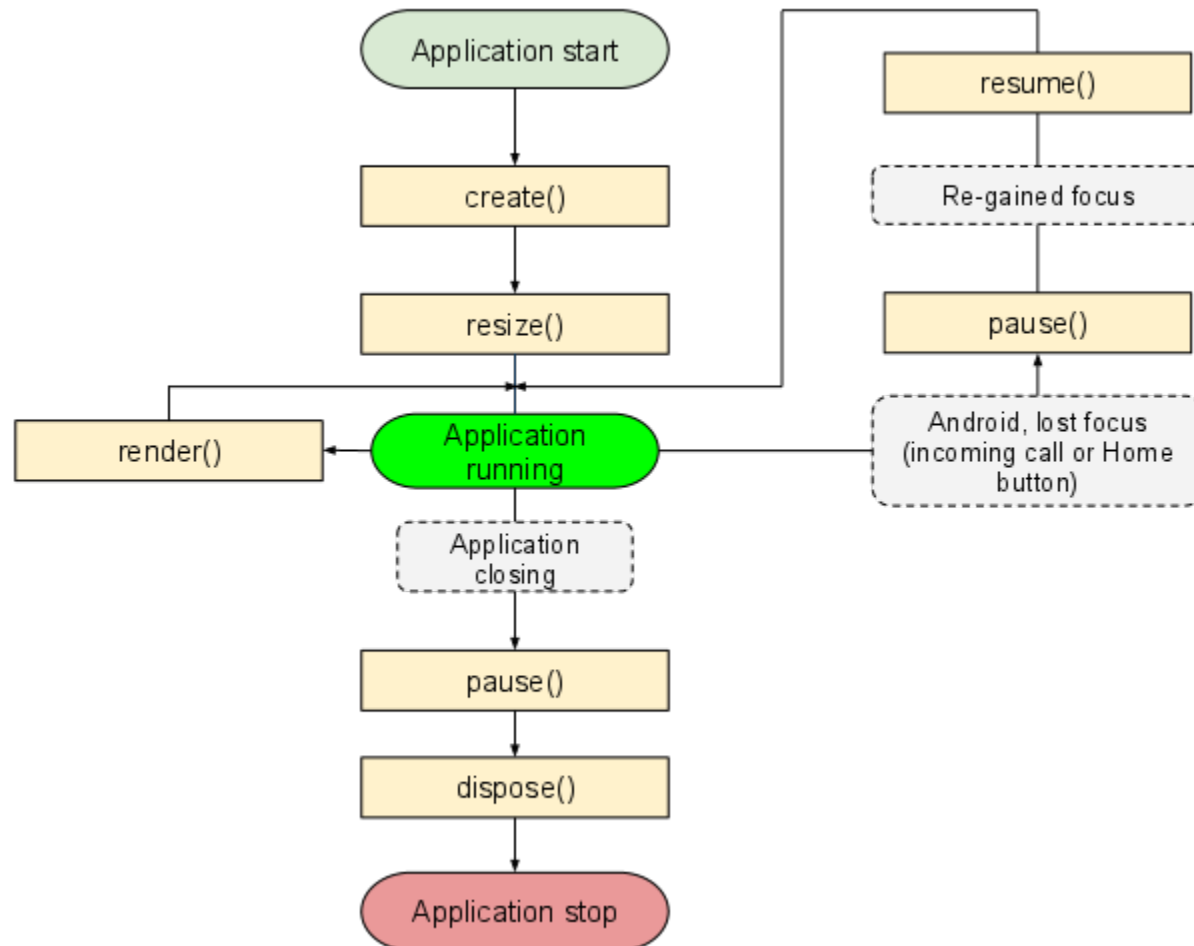 Application start
resume()
create()
Re-gained focus
resize()
pause()
render()
Application
running
Android, lost focus
(incoming call or Home
button)
Application
closing
pause()
dispose()
Application stop